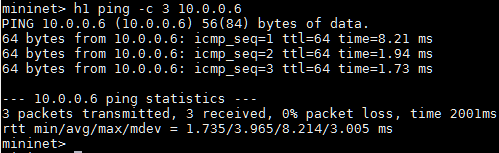 mininet> h1 ping -c 3 10.0.0.6
PING 10.0.0.6 (10.0.0.6) 56(84) bytes of data.
64 bytes from 10.0.0.6: icmp_seq=1 ttl=64 time=8.21 ms
64 bytes from 10.0.0.6: icmp_seq=2 ttl=64 time=1.94 ms
64 bytes from 10.0.0.6: icmp_seq=3 ttl=64 time=1.73 ms

--- 10.0.0.6 ping statistics ---
3 packets transmitted, 3 received, 0% packet loss, time 2001ms
rtt min/avg/max/mdev = 1.735/3.965/8.214/3.005 ms
mininet>